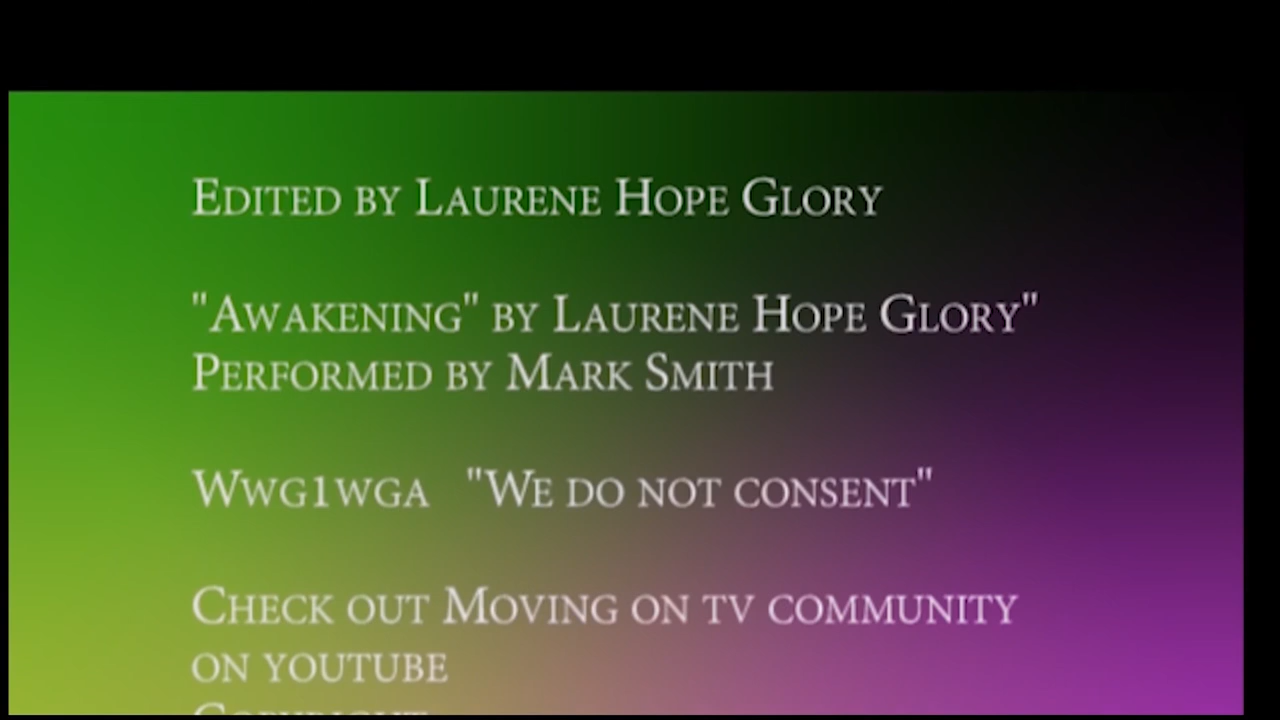 Edited by Laurene Hope Glory
"Awakening" by Laurene Hope Glory"
Performed by Mark Smith
Wwg1wga "We do not consent"
Check out Moving on tv community
on youtube
Copyright